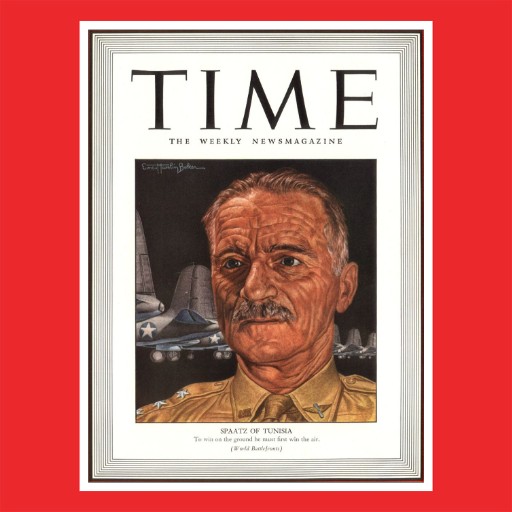 TIME
THE WEEKLY NEWSMAGAZINE
SPAATZ OF TUNISIA
To win on the ground he must first win the air.
(World Battlefronts)